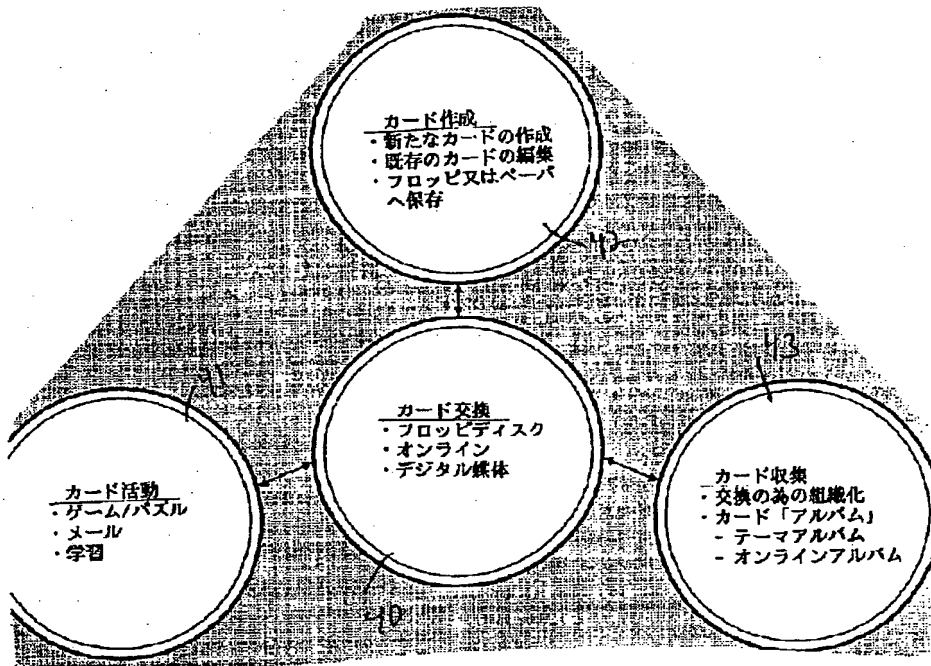 カード作成
・新たなカードの作成
・既存のカードの編集
・フロッピ又はペーパ
へ保存
42
43
41
カード交換
・フロッピディスク
・オンライン
・デジタル媒体
カード活動
・ゲーム/パズル
・メール
・学習
カード収集
・交換の為の組織化
・カード「アルバム」
- テーマアルバム
- オンラインアルバム
40